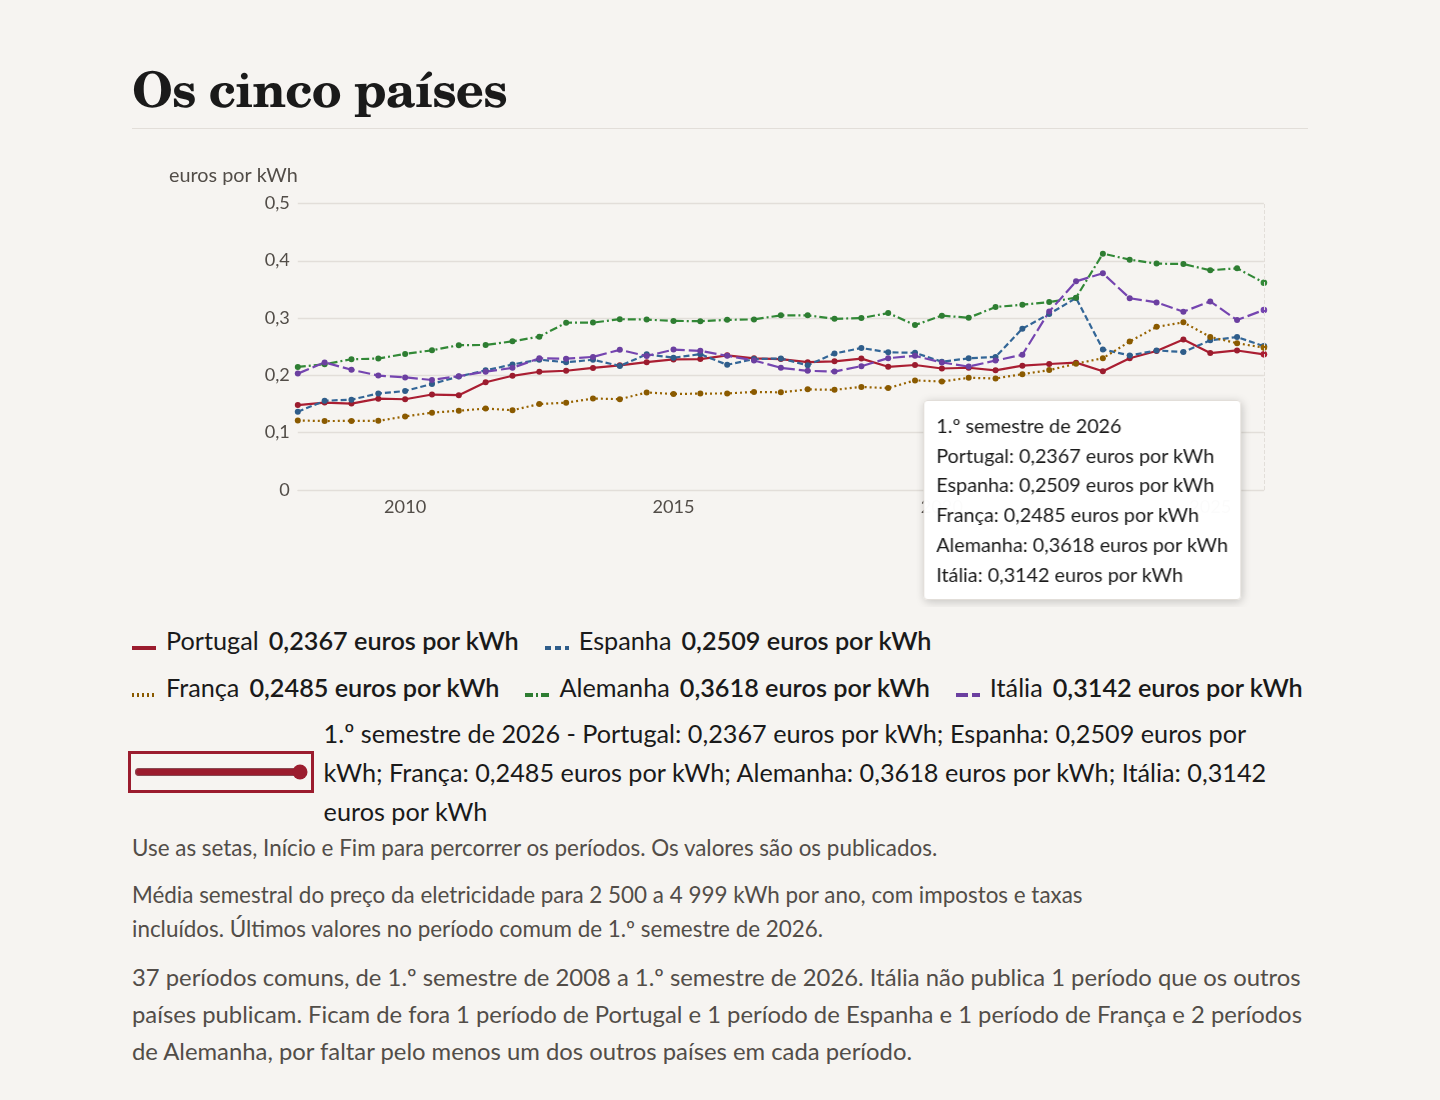 Os cinco países
euros por kWh
0,5
0,4
0,3
0,2
0,1
0
2010
2015
1.º semestre de 2026
Portugal: 0,2367 euros por kWh
Espanha: 0,2509 euros por kWh
França: 0,2485 euros por kWh
Alemanha: 0,3618 euros por kWh
Itália: 0,3142 euros por kWh
Portugal 0,2367 euros por kWh Espanha 0,2509 euros por kWh
França 0,2485 euros por kWh Alemanha 0,3618 euros por kWh Itália 0,3142 euros por kWh
1.º semestre de 2026 - Portugal: 0,2367 euros por kWh; Espanha: 0,2509 euros por
kWh; França: 0,2485 euros por kWh; Alemanha: 0,3618 euros por kWh; Itália: 0,3142
euros por kWh
Use as setas, Início e Fim para percorrer os períodos. Os valores são os publicados.
Média semestral do preço da eletricidade para 2 500 a 4 999 kWh por ano, com impostos e taxas
incluídos. Últimos valores no período comum de 1.º semestre de 2026.
37 períodos comuns, de 1.º semestre de 2008 a 1.º semestre de 2026. Itália não publica 1 período que os outros
países publicam. Ficam de fora 1 período de Portugal e 1 período de Espanha e 1 período de França e 2 períodos
de Alemanha, por faltar pelo menos um dos outros países em cada período.